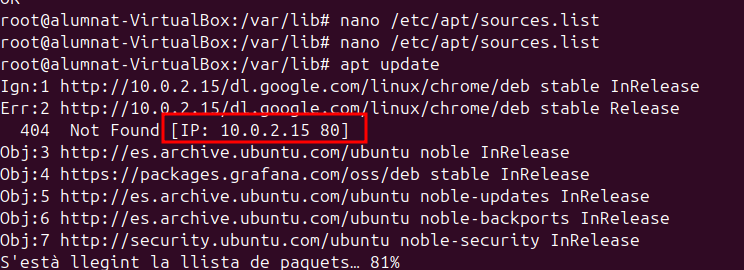 OK
root@alumnat-VirtualBox:/var/lib# nano /etc/apt/sources.list
root@alumnat-VirtualBox:/var/lib# nano /etc/apt/sources.list
root@alumnat-VirtualBox:/var/lib# apt update
Ign:1 http://10.0.2.15/dl.google.com/linux/chrome/deb stable InRelease
Err:2 http://10.0.2.15/dl.google.com/linux/chrome/deb stable Release
  404  Not Found [IP: 10.0.2.15 80]
Obj:3 http://es.archive.ubuntu.com/ubuntu noble InRelease
Obj:4 https://packages.grafana.com/oss/deb stable InRelease
Obj:5 http://es.archive.ubuntu.com/ubuntu noble-updates InRelease
Obj:6 http://es.archive.ubuntu.com/ubuntu noble-backports InRelease
Obj:7 http://security.ubuntu.com/ubuntu noble-security InRelease
S'està llegint la llista de paquets… 81%